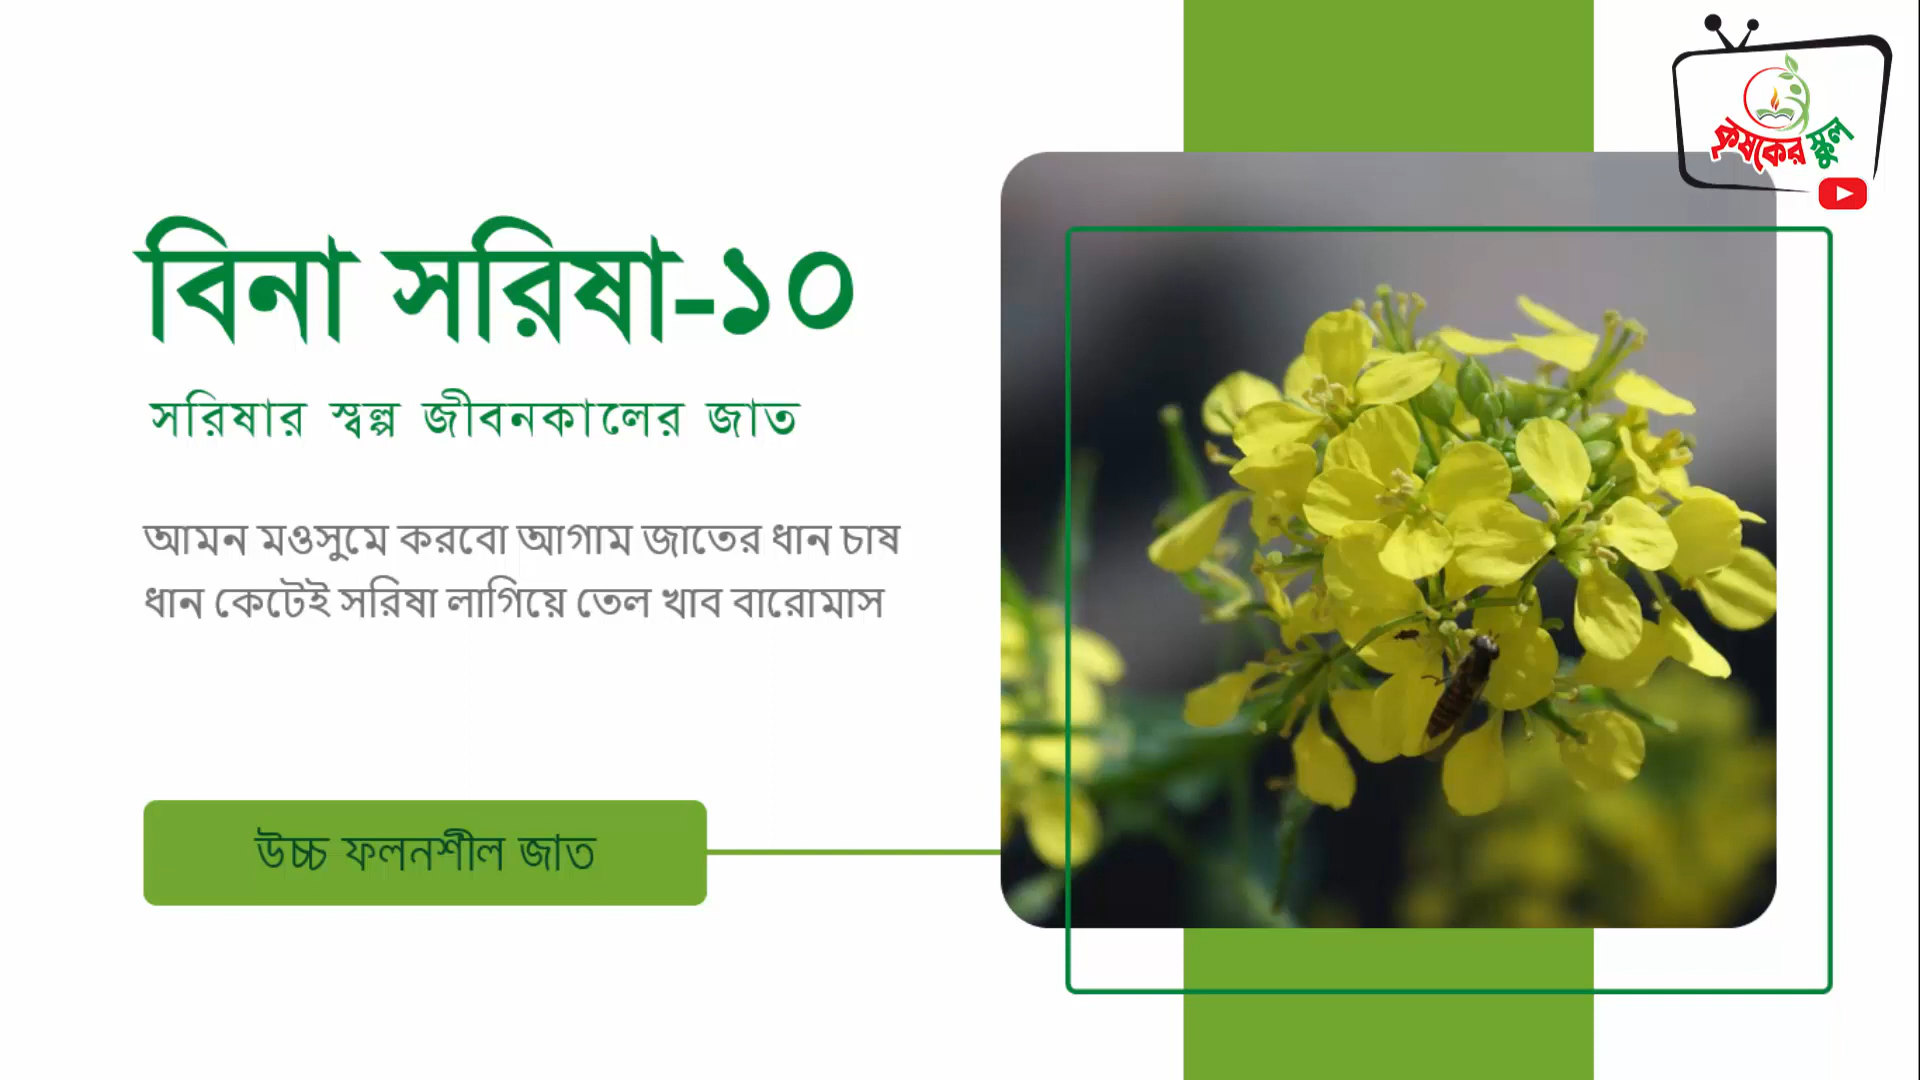 বিনা সরিষা-১০
সরিষার স্বল্প জীবনকালের জাত
আমন মওসুমে করবো আগাম জাতের ধান চাষ
ধান কেটেই সরিষা লাগিয়ে তেল খাব বারোমাস
উচ্চ ফলনশীল জাত
কৃষকের স্কুল